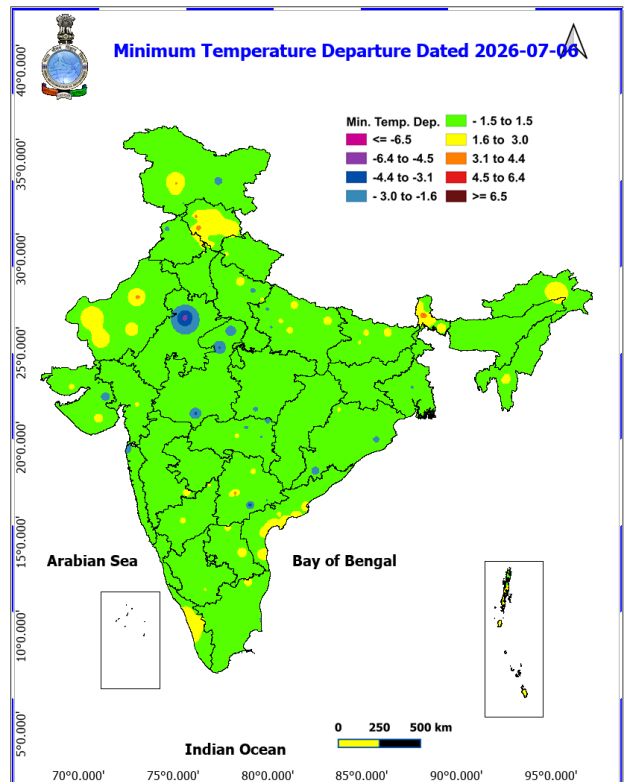 Minimum Temperature Departure Dated 2026-07-06
Min. Temp. Dep.
<= -6.5
-6.4 to -4.5
-4.4 to -3.1
- 3.0 to -1.6
- 1.5 to 1.5
1.6 to 3.0
3.1 to 4.4
4.5 to 6.4
>= 6.5
40°0.000'
35°0.000'
30°0.000'
25°0.000'
20°0.000'
15°0.000'
10°0.000'
5°0.000'
Arabian Sea
Bay of Bengal
Indian Ocean
0 250 500 km
70°0.000' 75°0.000' 80°0.000' 85°0.000' 90°0.000' 95°0.000'